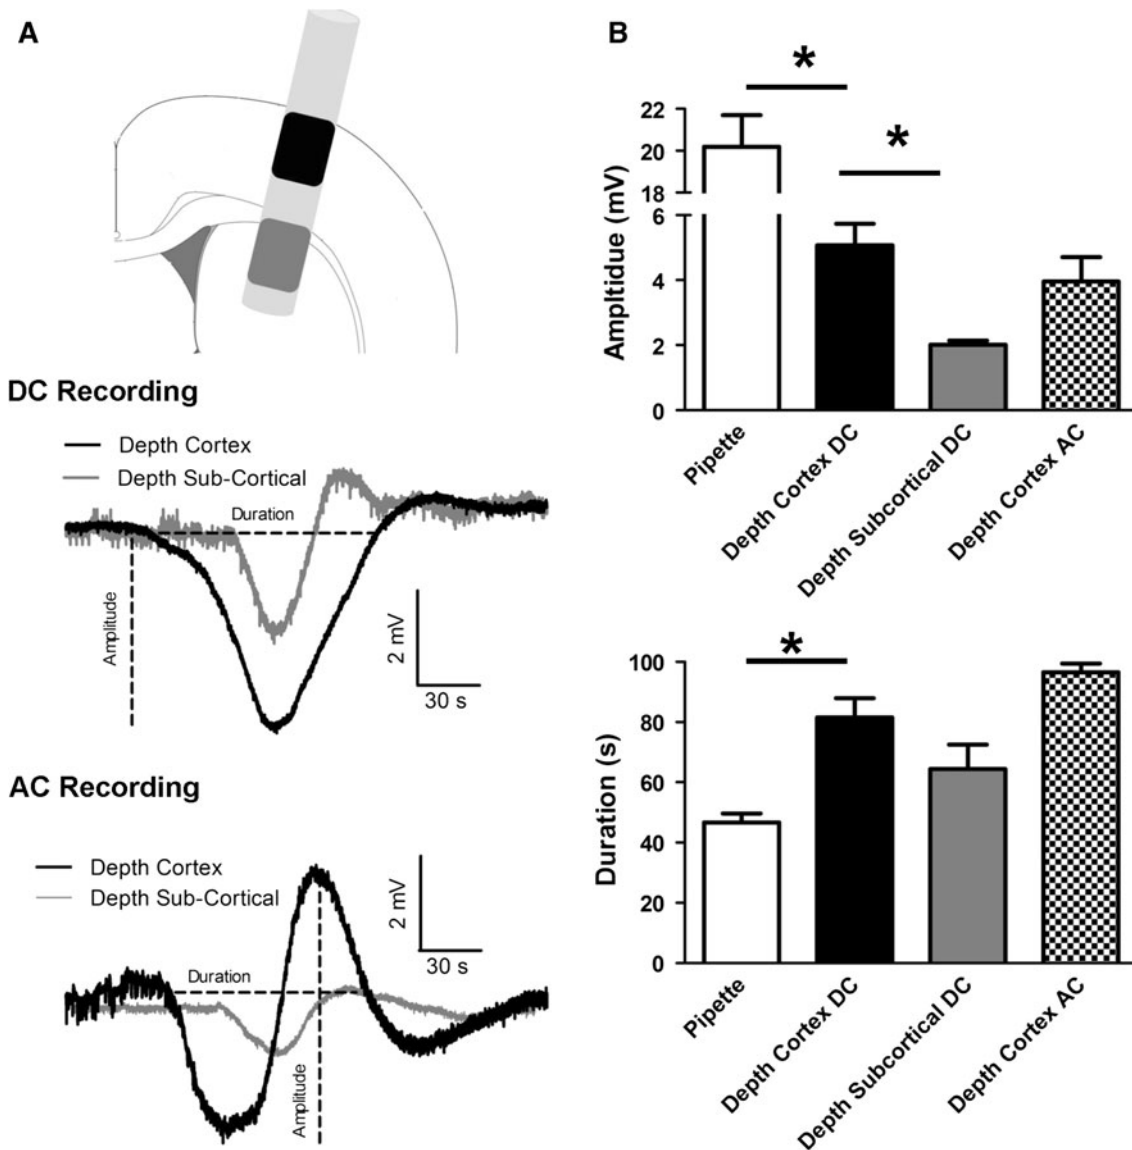 A
DC Recording
Depth Cortex
Depth Sub-Cortical
Duration
Amplitude
2 mV
30 s
AC Recording
Depth Cortex
Depth Sub-Cortical
2 mV
30 s
Duration
Amplitude
B
*
*
Ampltidue (mV)
22
20
18
6
4
2
0
Pipette
Depth Cortex DC
Depth Subcortical DC
Depth Cortex AC
*
Duration (s)
100
80
60
40
20
0
Pipette
Depth Cortex DC
Depth Subcortical DC
Depth Cortex AC